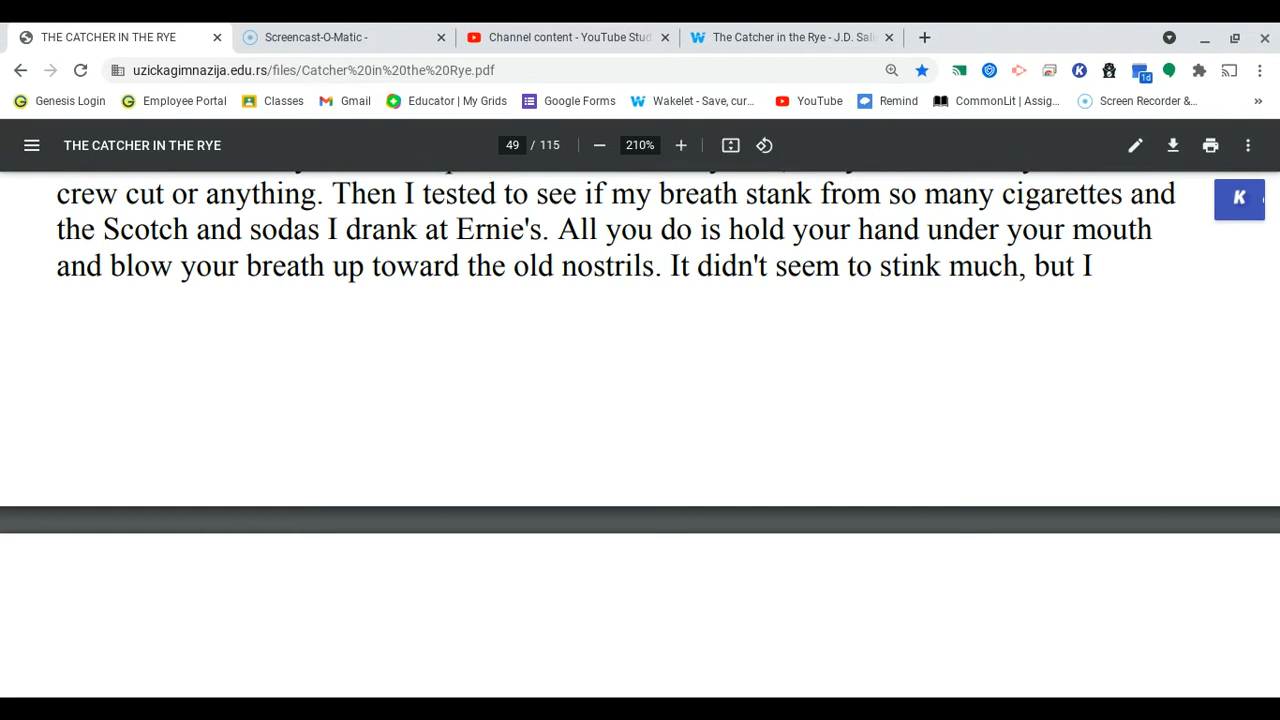 THE CATCHER IN THE RYE
Screencast-O-Matic -
Channel content - YouTube Stud
The Catcher in the Rye - J.D. Sali
uzickagimnazija.edu.rs/files/Catcher%20in%20the%20Rye.pdf
1d
Genesis Login
Employee Portal
Classes
Gmail
Educator | My Grids
Google Forms
Wakelet - Save, cur...
YouTube
Remind
CommonLit | Assig...
Screen Recorder &...
THE CATCHER IN THE RYE
49 / 115
210%
crew cut or anything. Then I tested to see if my breath stank from so many cigarettes and
the Scotch and sodas I drank at Ernie's. All you do is hold your hand under your mouth
and blow your breath up toward the old nostrils. It didn't seem to stink much, but I
K